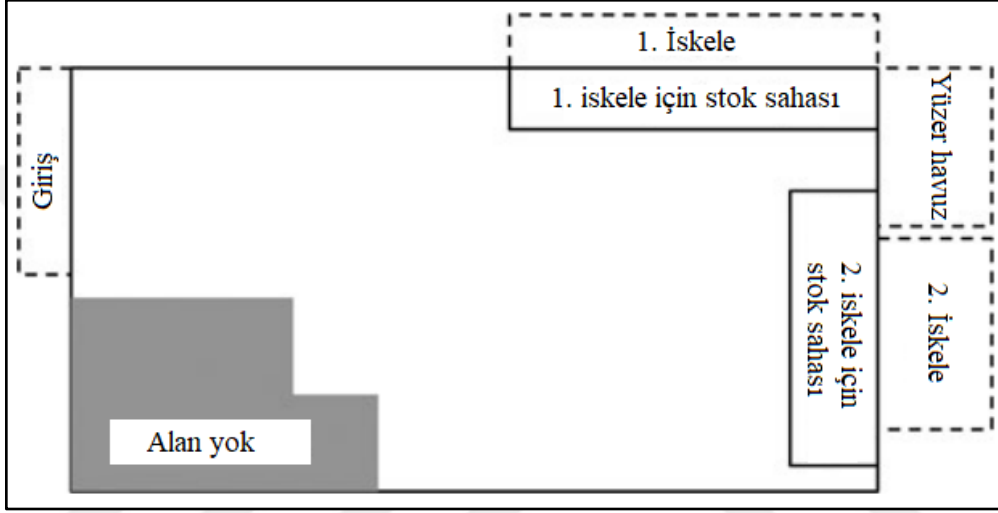 1. İskele
1. iskele için stok sahası
Yüzer havuz
Giriş
2. iskele için
stok sahası
2. İskele
Alan yok